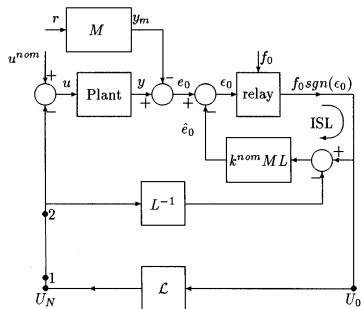 r M y_m
u^{nom} f_0
+ −
u Plant y + e_0 + ϵ_0 relay f_0 sgn(ϵ_0)
− −
ê_0 ISL
k^{nom}ML − +
L^{-1}
2
1
U_N 𝓛 U_0